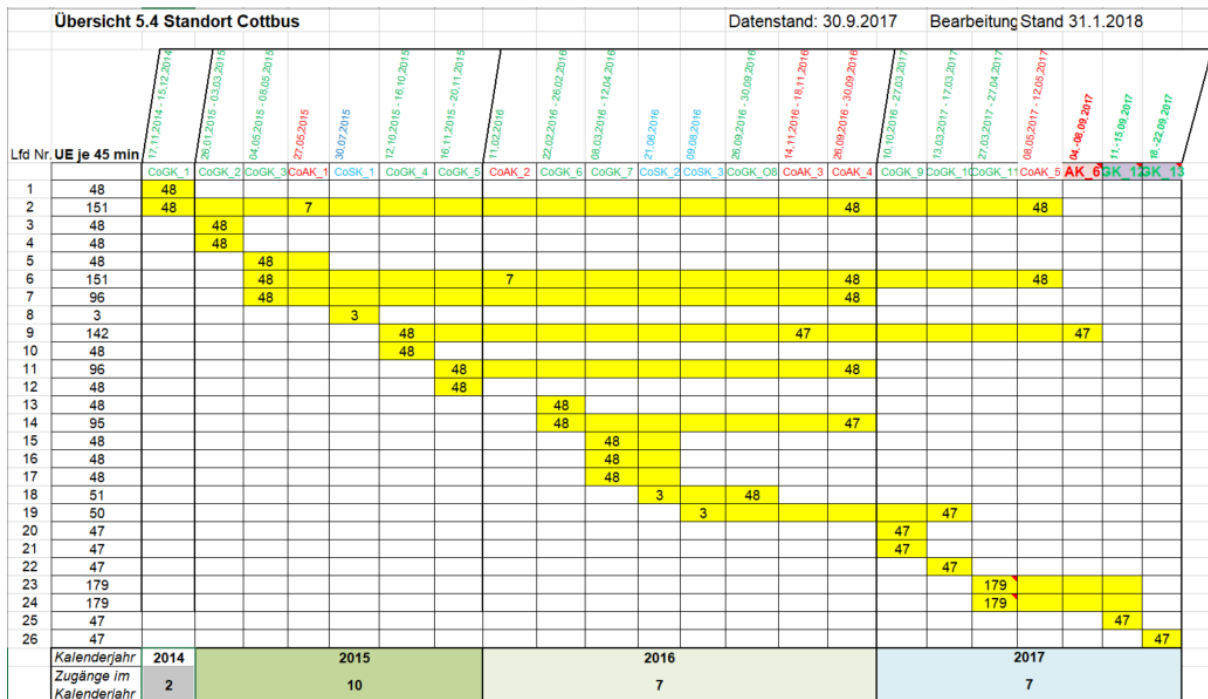 Übersicht 5.4 Standort Cottbus Datenstand: 30.9.2017 Bearbeitung Stand 31.1.2018
Lfd Nr. UE je 45 min 17.11.2014 - 15.12.2014 26.01.2015 - 03.03.2015 04.05.2015 - 08.05.2015 27.05.2015 30.07.2015 12.10.2015 - 16.10.2015 16.11.2015 - 20.11.2015 11.02.2016 22.02.2016 - 26.02.2016 08.03.2016 - 12.04.2016 21.06.2016 09.08.2016 26.09.2016 - 30.09.2016 14.11.2016 - 18.11.2016 26.09.2016 - 30.09.2016 10.10.2016 - 27.03.2017 13.03.2017 - 17.03.2017 27.03.2017 - 27.04.2017 08.05.2017 - 12.05.2017 04.-08.09.2017 11.-15.09.2017 18.-22.09.2017
CoGK_1 CoGK_2 CoGK_3 CoAK_1 CoSK_1 CoGK_4 CoGK_5 CoAK_2 CoGK_6 CoGK_7 CoSK_2 CoSK_3 CoGK_O8 CoAK_3 CoAK_4 CoGK_9 CoGK_10 CoGK_11 CoAK_5 AK_6 GK_12 GK_13
1 48 48
2 151 48 7 48 48
3 48 48
4 48 48
5 48 48
6 151 48 7 48 48
7 96 48 48
8 3 3
9 142 48 47 47
10 48 48
11 96 48 48
12 48 48
13 48 48
14 95 48 47
15 48 48
16 48 48
17 48 48
18 51 3 48
19 50 3 47
20 47 47
21 47 47
22 47 47
23 179 179
24 179 179
25 47 47
26 47 47
Kalenderjahr 2014 2015 2016 2017
Zugänge im Kalenderjahr 2 10 7 7